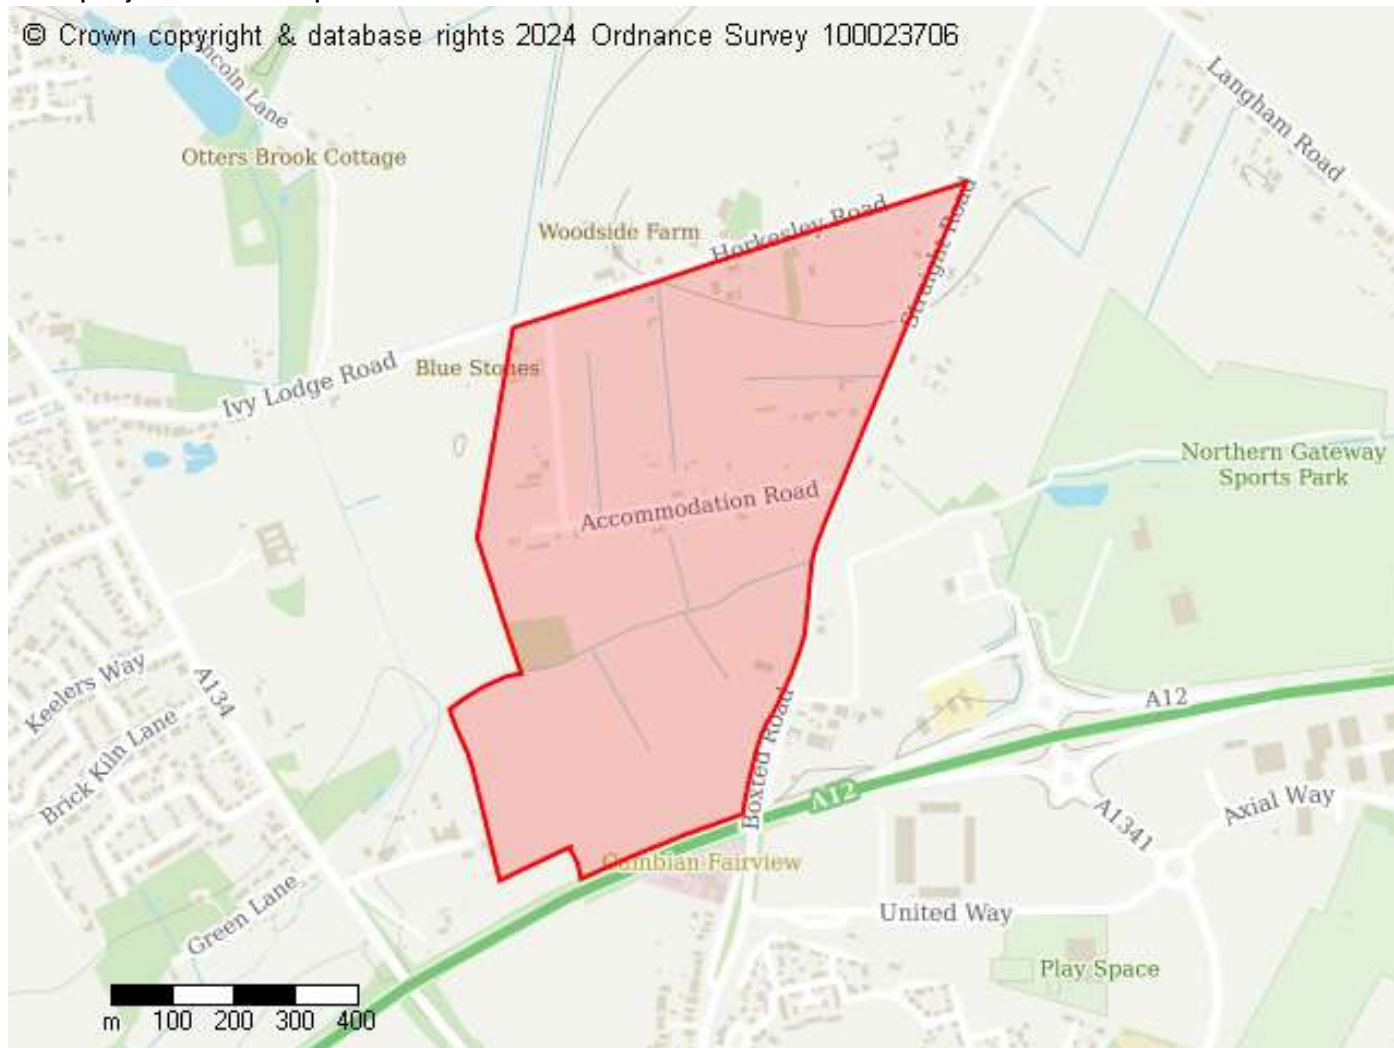 © Crown copyright & database rights 2024 Ordnance Survey 100023706
Lincoln Lane
Langham Road
Otters Brook Cottage
Woodside Farm
Horkesley Road
Straight Road
Blue Stones
Ivy Lodge Road
Northern Gateway
Sports Park
Accommodation Road
Keelers Way
A134
Brick Kiln Lane
Boxted Road
A12
A12
A1341
Axial Way
Cambian Fairview
Green Lane
United Way
Play Space
m 100 200 300 400